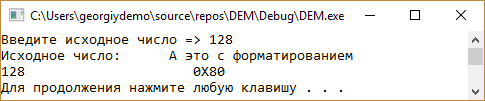 C:\Users\georgiydemo\source\repos\DEM\Debug\DEM.exe
Введите исходное число => 128
Исходное число:      А это с форматированием
128                     0X80
Для продолжения нажмите любую клавишу . . .